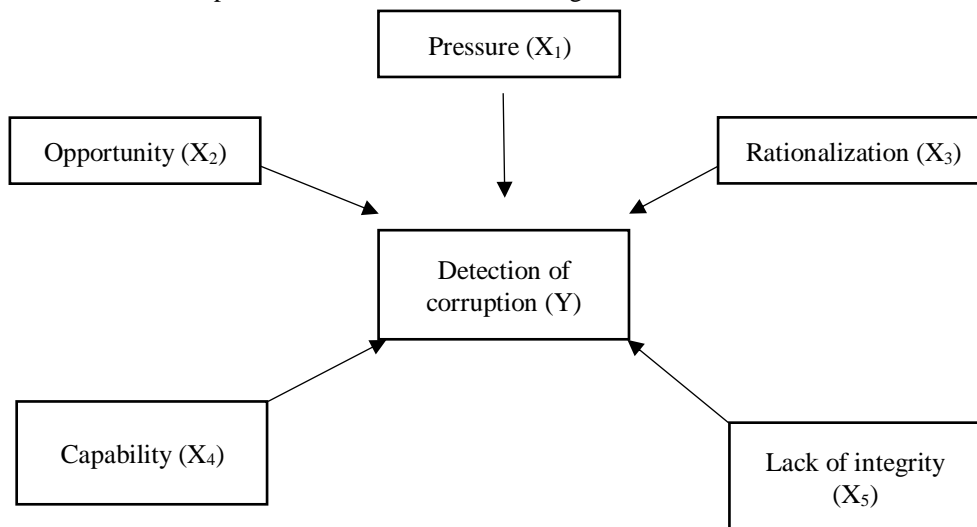 Pressure (X₁)
Opportunity (X₂)
Rationalization (X₃)
Detection of
corruption (Y)
Capability (X₄)
Lack of integrity
(X₅)